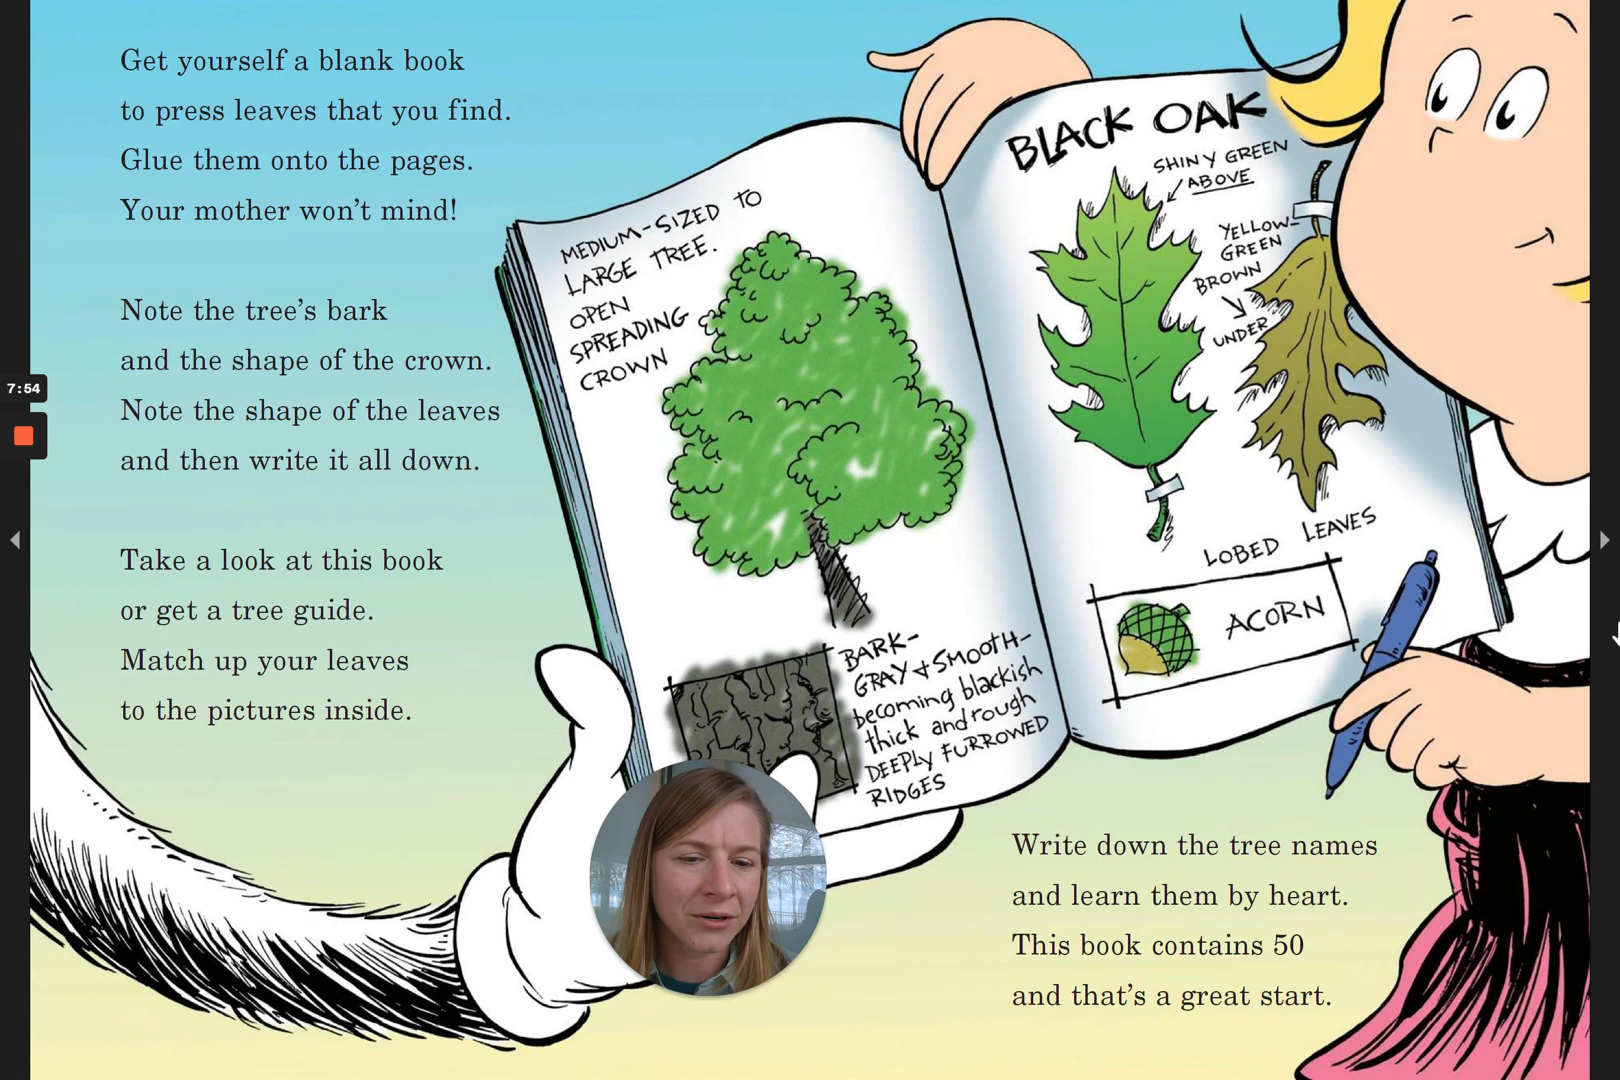 Get yourself a blank book
to press leaves that you find.
Glue them onto the pages.
Your mother won't mind!
Note the tree's bark
and the shape of the crown.
Note the shape of the leaves
and then write it all down.
Take a look at this book
or get a tree guide.
Match up your leaves
to the pictures inside.
7:54
MEDIUM-SIZED TO
LARGE TREE.
OPEN
SPREADING
CROWN
BARK-
GRAY & SMOOTH-
becoming blackish
thick and rough
DEEPLY FURROWED
RIDGES
BLACK OAK
SHINY GREEN
ABOVE
YELLOW-
GREEN
BROWN
UNDER
LOBED LEAVES
ACORN
Write down the tree names
and learn them by heart.
This book contains 50
and that's a great start.